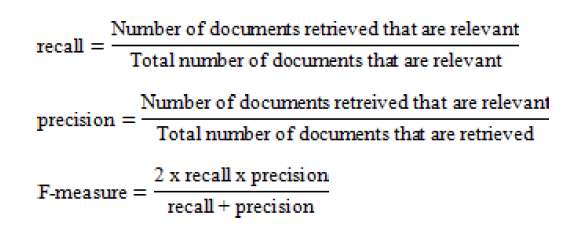 recall = Number of documents retrieved that are relevant
Total number of documents that are relevant
precision = Number of documents retreived that are relevant
Total number of documents that are retrieved
F-measure = 2 x recall x precision
recall + precision